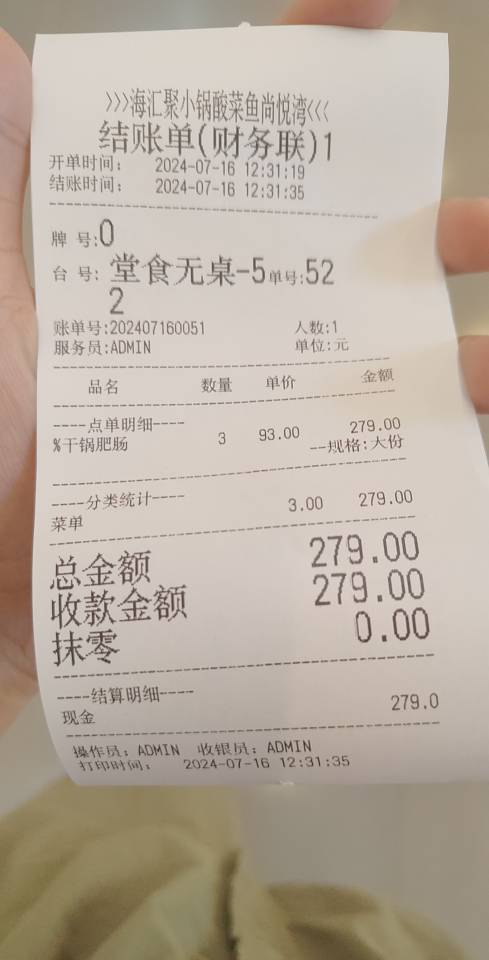 >>>海汇聚小锅酸菜鱼尚悦湾<<<
结账单(财务联)1
开单时间： 2024-07-16 12:31:19
结账时间： 2024-07-16 12:31:35
牌 号:0
台 号: 堂食无桌-5 单号:52
2
账单号:202407160051 人数:1
服务员:ADMIN 单位:元
品名 数量 单价 金额
----点单明细----
%干锅肥肠 3 93.00 279.00
--规格:大份
----分类统计----
菜单 3.00 279.00
总金额 279.00
收款金额 279.00
抹零 0.00
----结算明细----
现金 279.0
操作员: ADMIN 收银员: ADMIN
打印时间： 2024-07-16 12:31:35